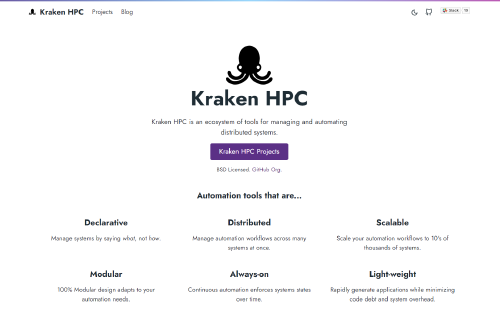 Kraken HPC Projects Blog Slack
Kraken HPC
Kraken HPC is an ecosystem of tools for managing and automating
distributed systems.
Kraken HPC Projects
BSD Licensed. GitHub Org.
Automation tools that are...
Declarative
Manage systems by saying what, not how.
Distributed
Manage automation workflows across many
systems at once.
Scalable
Scale your automation workflows to 10's of
thousands of systems.
Modular
100% Modular design adapts to your
automation needs.
Always-on
Continuous automation enforces systems states
over time.
Light-weight
Rapidly generate applications while minimizing
code debt and system overhead.